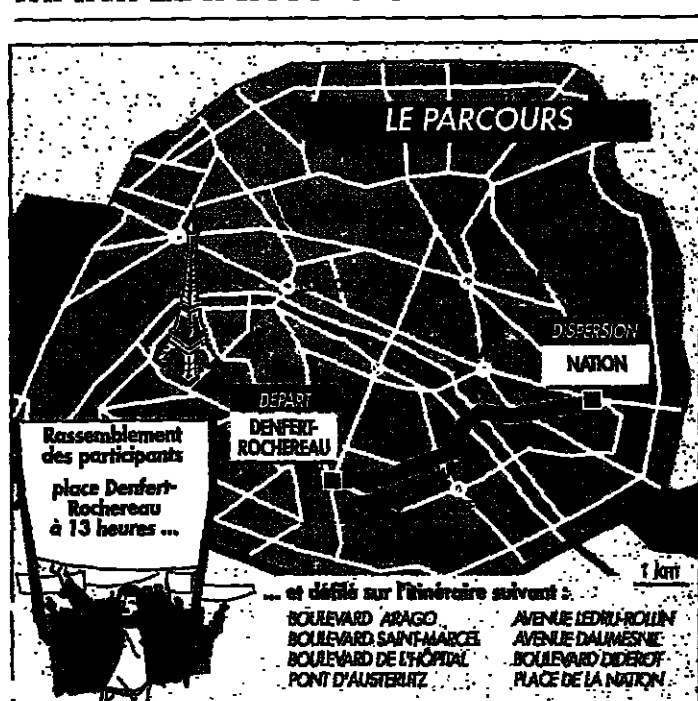 LE PARCOURS
DISPERSION
NATION
DÉPART
DENFERT-
ROCHEREAU
Rassemblement
des participants
place Denfert-
Rochereau
à 13 heures ...
1 km
... et défilé sur l'itinéraire suivant :
BOULEVARD ARAGO
BOULEVARD SAINT-MARCEL
BOULEVARD DE L'HÔPITAL
PONT D'AUSTERLITZ
AVENUE LEDRU-ROLLIN
AVENUE DAUMESNIL
BOULEVARD DIDEROT
PLACE DE LA NATION